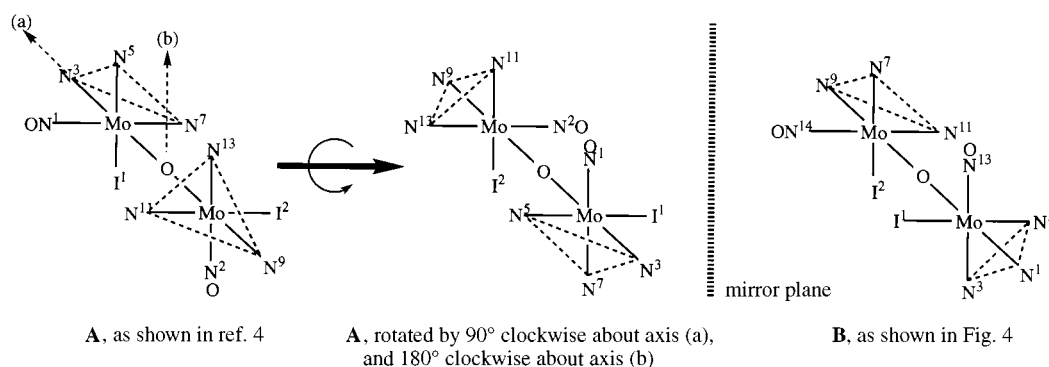 (a)
(b)
N³ N⁵
ON¹ Mo N⁷
I¹ O N¹³
N¹¹ Mo I²
N² N⁹
O
N⁹ N¹¹
N¹³ Mo N²O
I² O O
N¹
N⁵ Mo I¹
N³
N⁷
mirror plane
N⁹ N⁷
ON¹⁴ Mo N¹¹
I² O O
N¹³
I¹ Mo N
N³ N¹
A, as shown in ref. 4
A, rotated by 90° clockwise about axis (a),
and 180° clockwise about axis (b)
B, as shown in Fig. 4